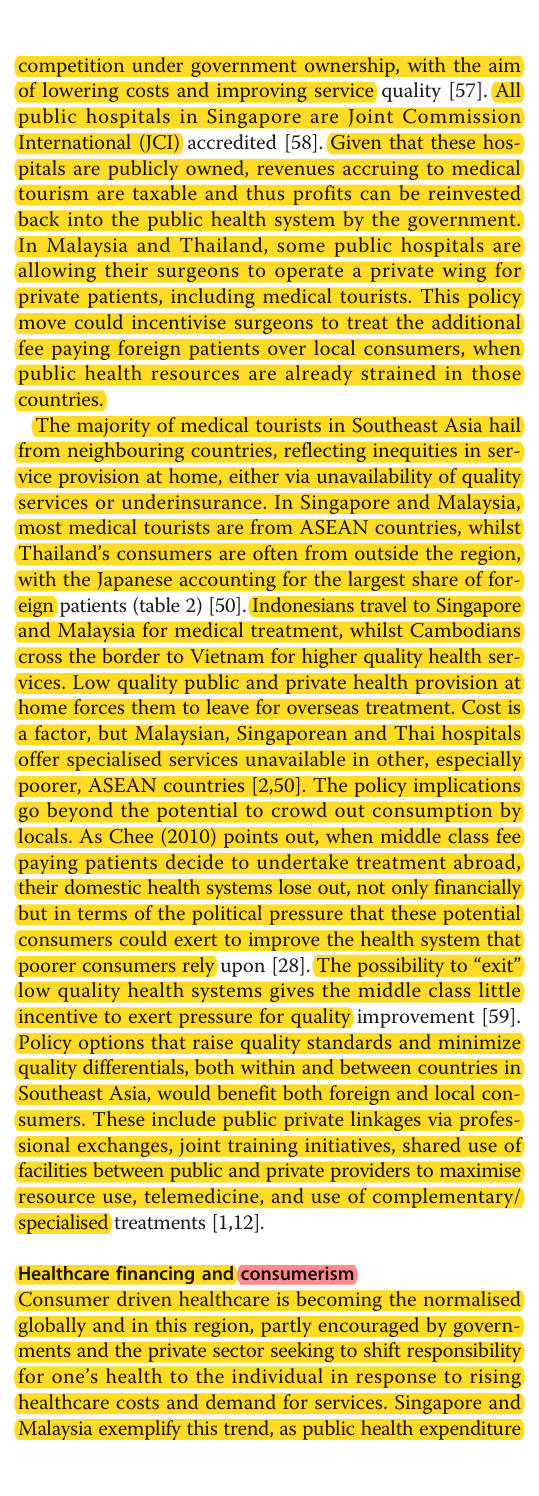 competition under government ownership, with the aim
of lowering costs and improving service quality [57]. All
public hospitals in Singapore are Joint Commission
International (JCI) accredited [58]. Given that these hos-
pitals are publicly owned, revenues accruing to medical
tourism are taxable and thus profits can be reinvested
back into the public health system by the government.
In Malaysia and Thailand, some public hospitals are
allowing their surgeons to operate a private wing for
private patients, including medical tourists. This policy
move could incentivise surgeons to treat the additional
fee paying foreign patients over local consumers, when
public health resources are already strained in those
countries.
The majority of medical tourists in Southeast Asia hail
from neighbouring countries, reflecting inequities in ser-
vice provision at home, either via unavailability of quality
services or underinsurance. In Singapore and Malaysia,
most medical tourists are from ASEAN countries, whilst
Thailand's consumers are often from outside the region,
with the Japanese accounting for the largest share of for-
eign patients (table 2) [50]. Indonesians travel to Singapore
and Malaysia for medical treatment, whilst Cambodians
cross the border to Vietnam for higher quality health ser-
vices. Low quality public and private health provision at
home forces them to leave for overseas treatment. Cost is
a factor, but Malaysian, Singaporean and Thai hospitals
offer specialised services unavailable in other, especially
poorer, ASEAN countries [2,50]. The policy implications
go beyond the potential to crowd out consumption by
locals. As Chee (2010) points out, when middle class fee
paying patients decide to undertake treatment abroad,
their domestic health systems lose out, not only financially
but in terms of the political pressure that these potential
consumers could exert to improve the health system that
poorer consumers rely upon [28]. The possibility to “exit”
low quality health systems gives the middle class little
incentive to exert pressure for quality improvement [59].
Policy options that raise quality standards and minimize
quality differentials, both within and between countries in
Southeast Asia, would benefit both foreign and local con-
sumers. These include public private linkages via profes-
sional exchanges, joint training initiatives, shared use of
facilities between public and private providers to maximise
resource use, telemedicine, and use of complementary/
specialised treatments [1,12].
Healthcare financing and consumerism
Consumer driven healthcare is becoming the normalised
globally and in this region, partly encouraged by govern-
ments and the private sector seeking to shift responsibility
for one's health to the individual in response to rising
healthcare costs and demand for services. Singapore and
Malaysia exemplify this trend, as public health expenditure